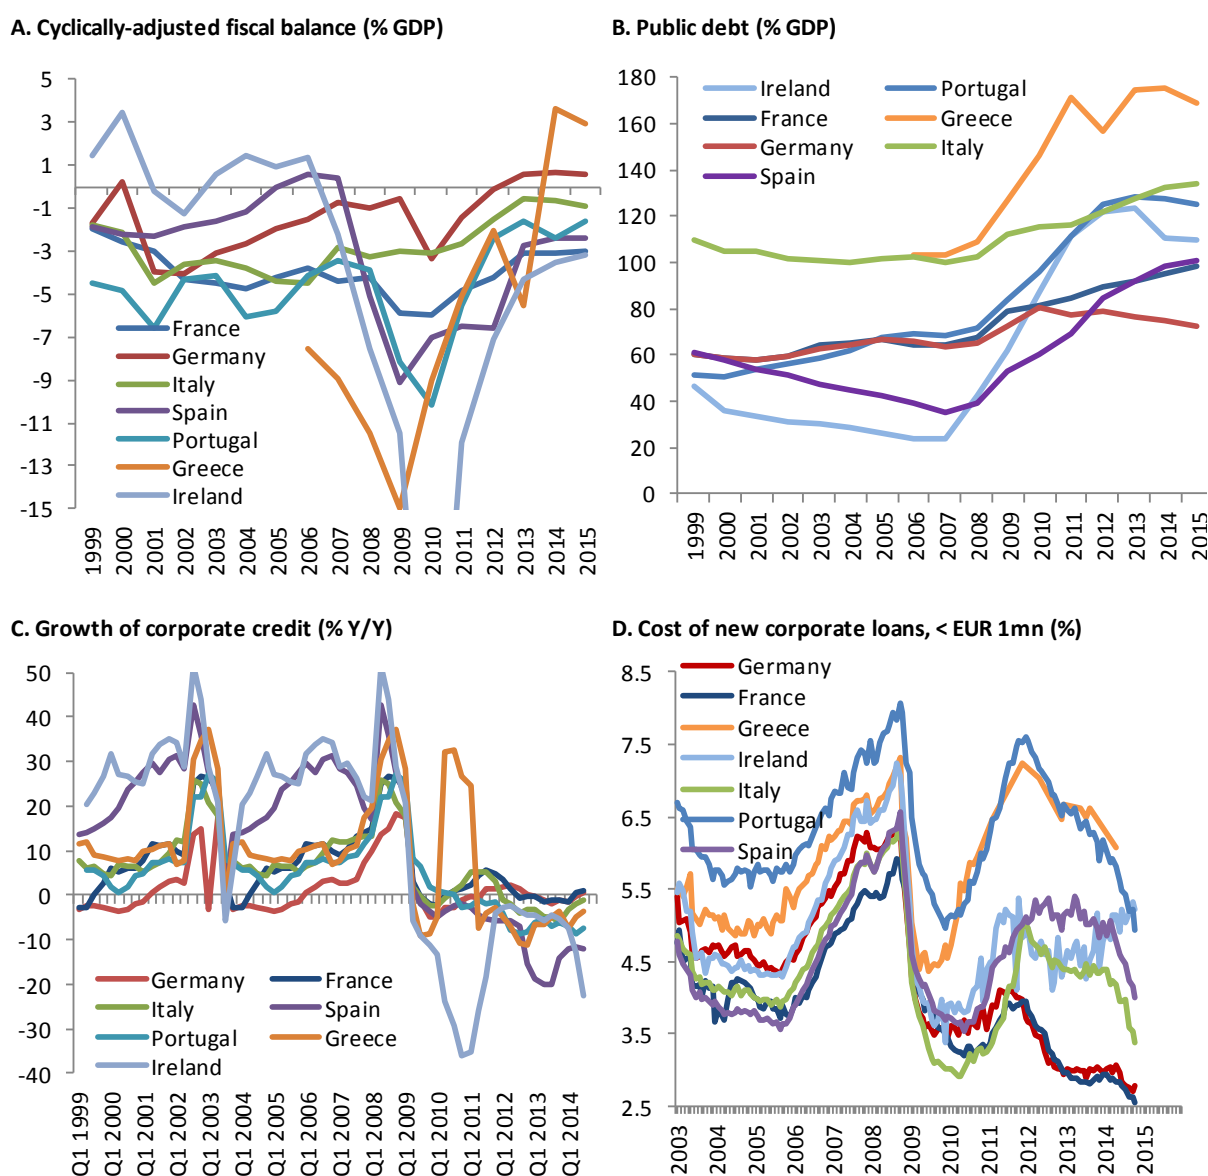 A. Cyclically-adjusted fiscal balance (% GDP)
5
3
1
-1
-3
-5
-7
-9
-11
-13
-15
France
Germany
Italy
Spain
Portugal
Greece
Ireland
1999
2000
2001
2002
2003
2004
2005
2006
2007
2008
2009
2010
2011
2012
2013
2014
2015
B. Public debt (% GDP)
180
160
140
120
100
80
60
40
20
0
Ireland Portugal
France Greece
Germany Italy
Spain
1999
2000
2001
2002
2003
2004
2005
2006
2007
2008
2009
2010
2011
2012
2013
2014
2015
C. Growth of corporate credit (% Y/Y)
50
40
30
20
10
0
-10
-20
-30
-40
Germany France
Italy Spain
Portugal Greece
Ireland
Q1 1999
Q1 2000
Q1 2001
Q1 2002
Q1 2003
Q1 2004
Q1 2005
Q1 2006
Q1 2007
Q1 2008
Q1 2009
Q1 2010
Q1 2011
Q1 2012
Q1 2013
Q1 2014
D. Cost of new corporate loans, < EUR 1mn (%)
8.5
7.5
6.5
5.5
4.5
3.5
2.5
Germany
France
Greece
Ireland
Italy
Portugal
Spain
2003
2004
2005
2006
2007
2008
2009
2010
2011
2012
2013
2014
2015